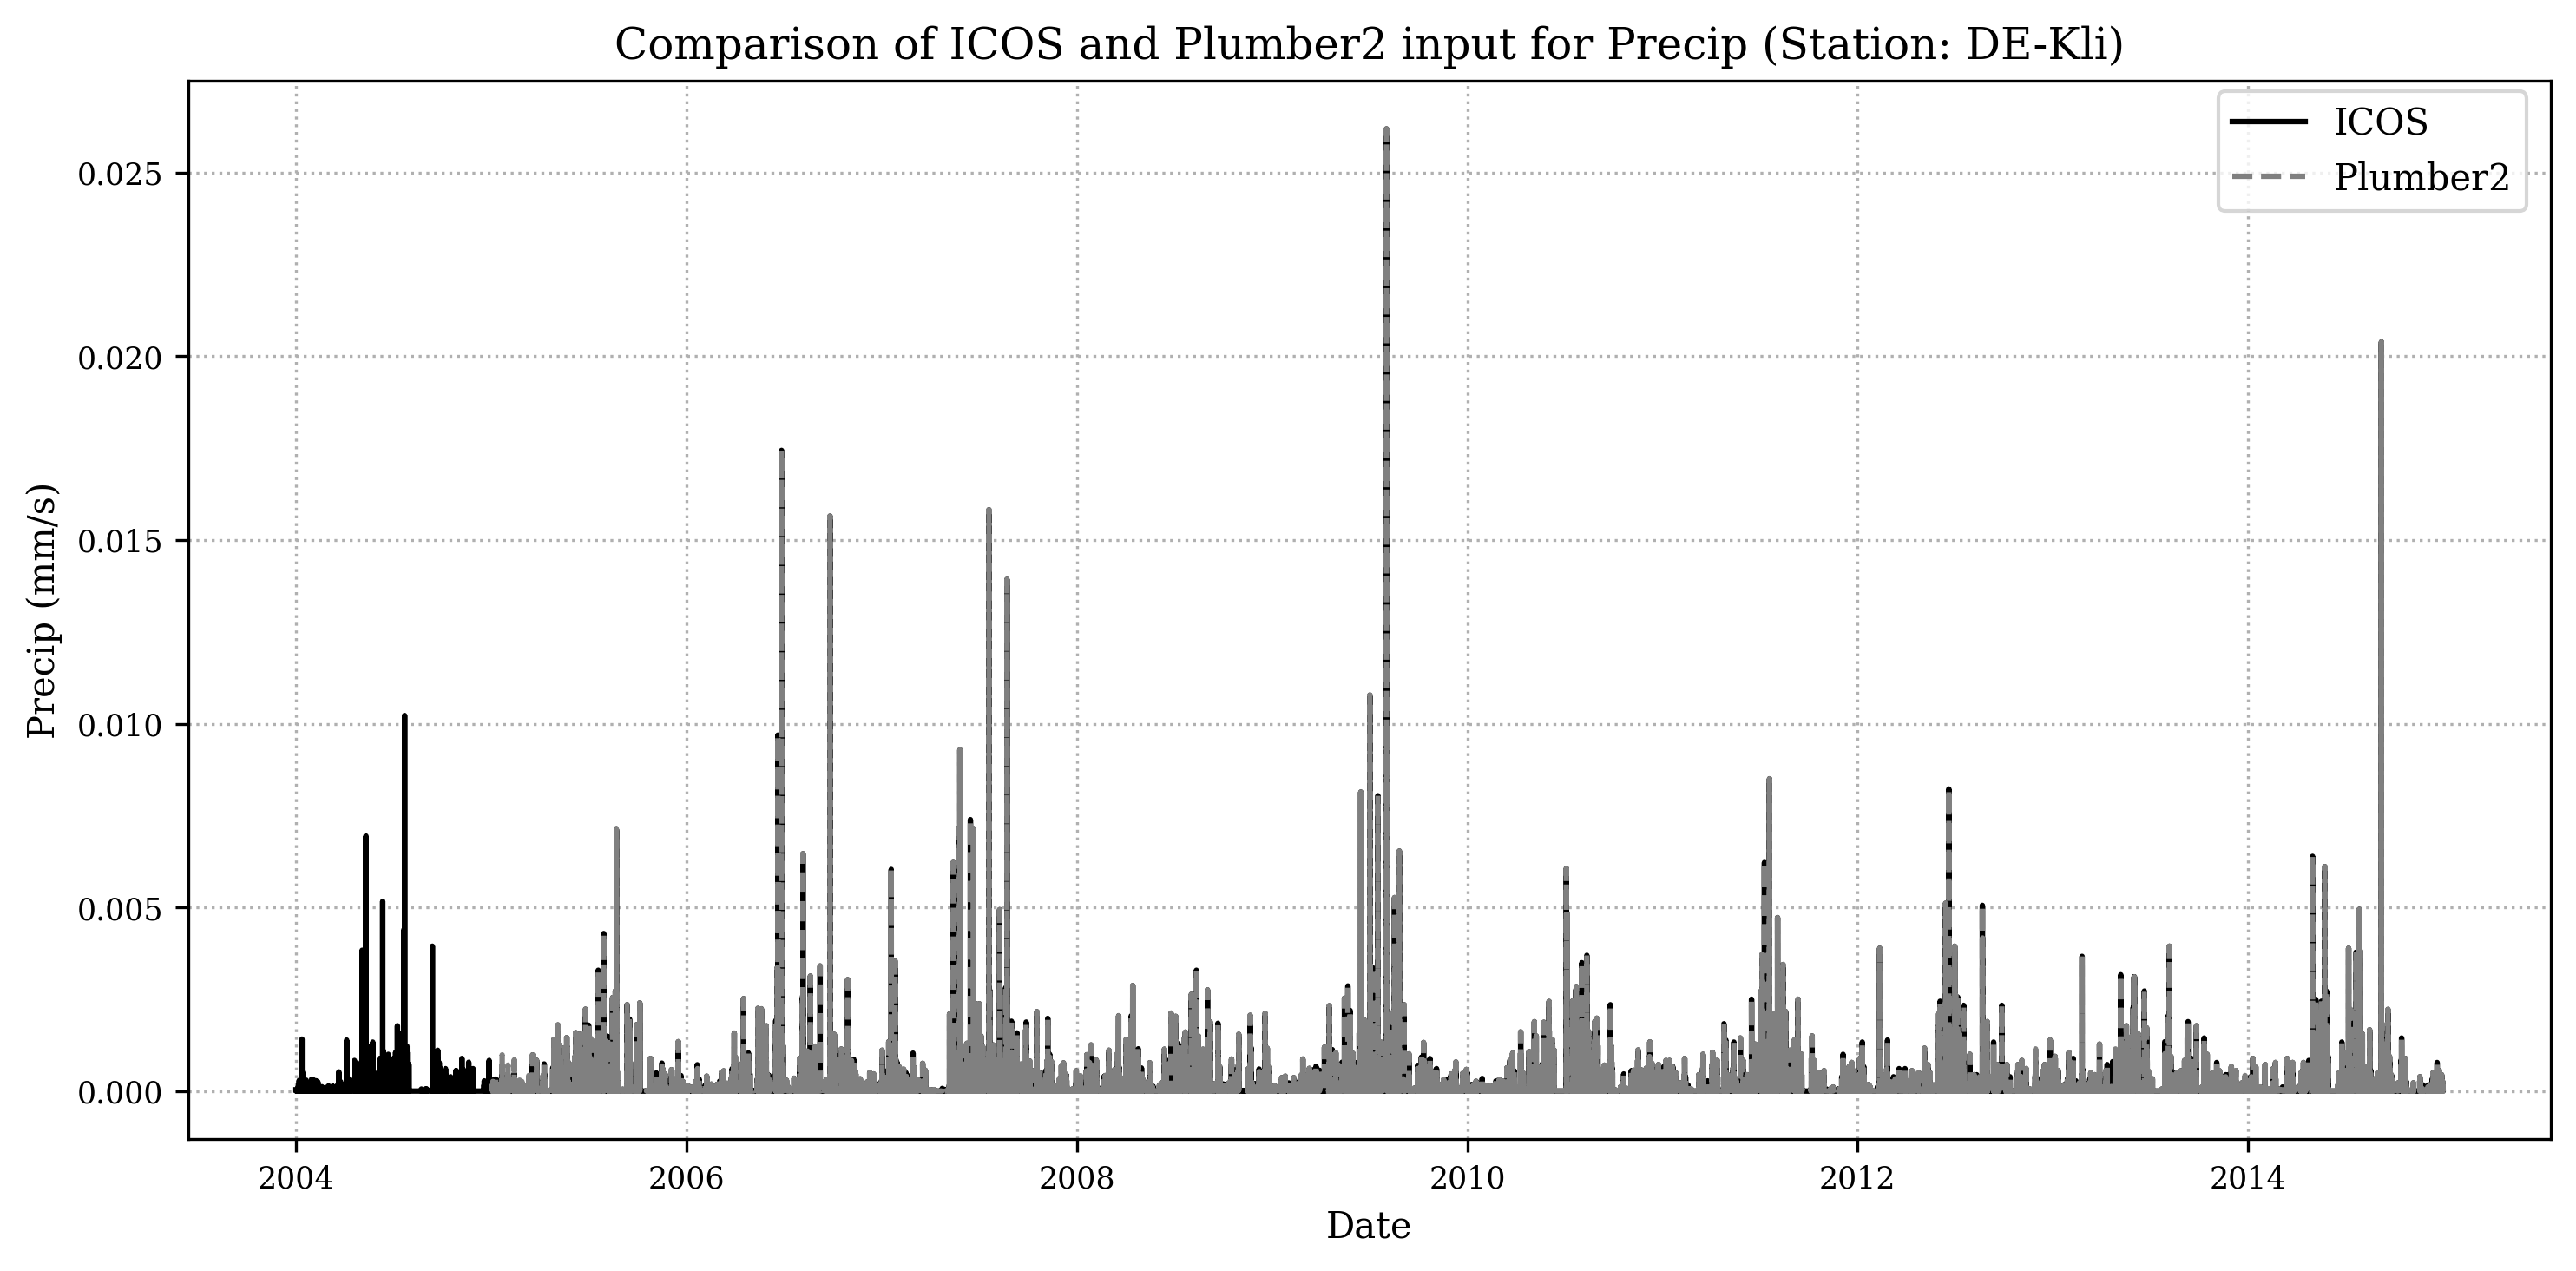 Comparison of ICOS and Plumber2 input for Precip (Station: DE-Kli)
ICOS
Plumber2
Precip (mm/s)
0.025
0.020
0.015
0.010
0.005
0.000
2004 2006 2008 2010 2012 2014
Date